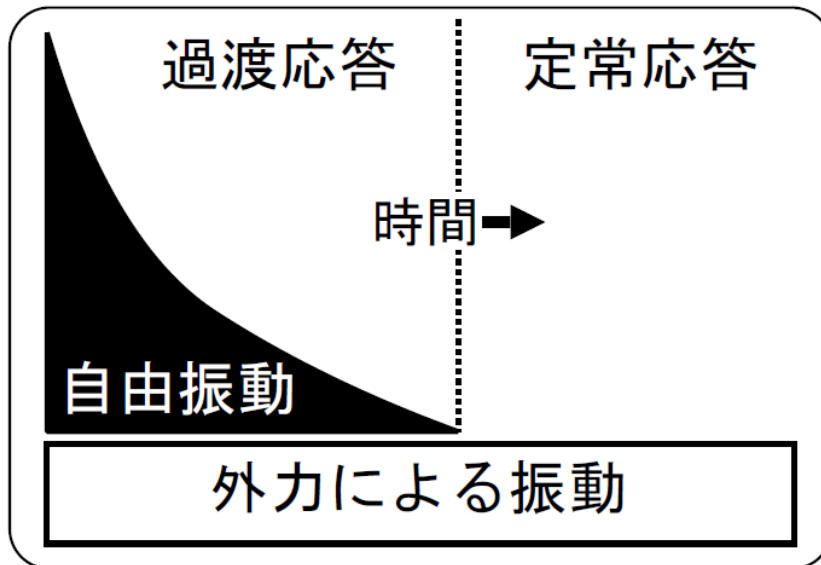 過渡応答
定常応答
時間
自由振動
外力による振動